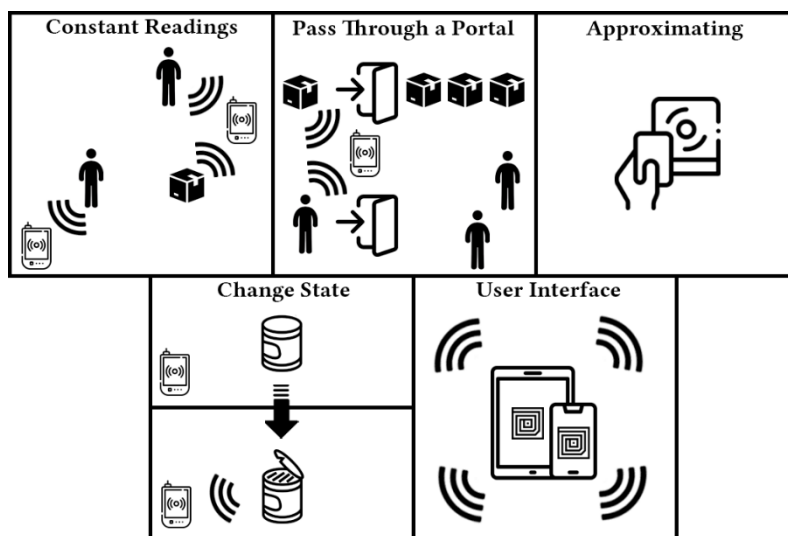 Constant Readings
Pass Through a Portal
Approximating
Change State
User Interface